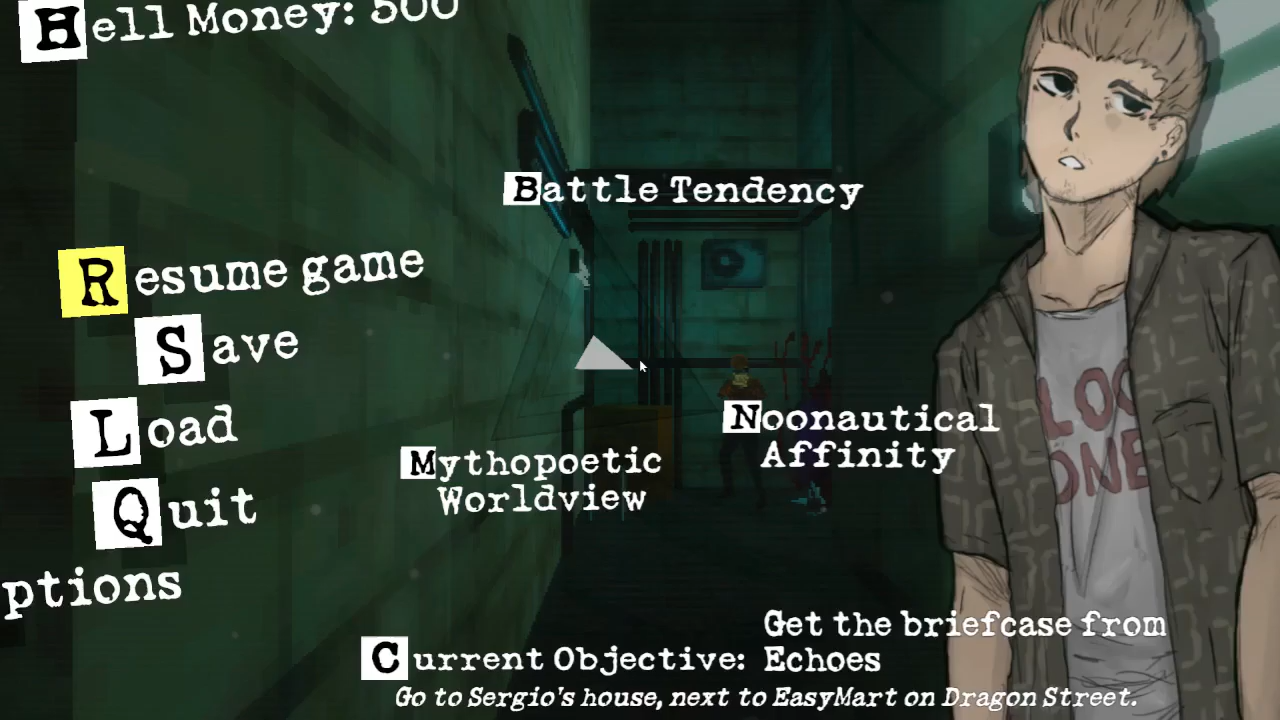 Hell Money: 500
Battle Tendency
Resume game
Save
Load
Quit
ptions
Noonautical
Affinity
Mythopoetic
Worldview
Current Objective: Get the briefcase from
Echoes
Go to Sergio's house, next to EasyMart on Dragon Street.